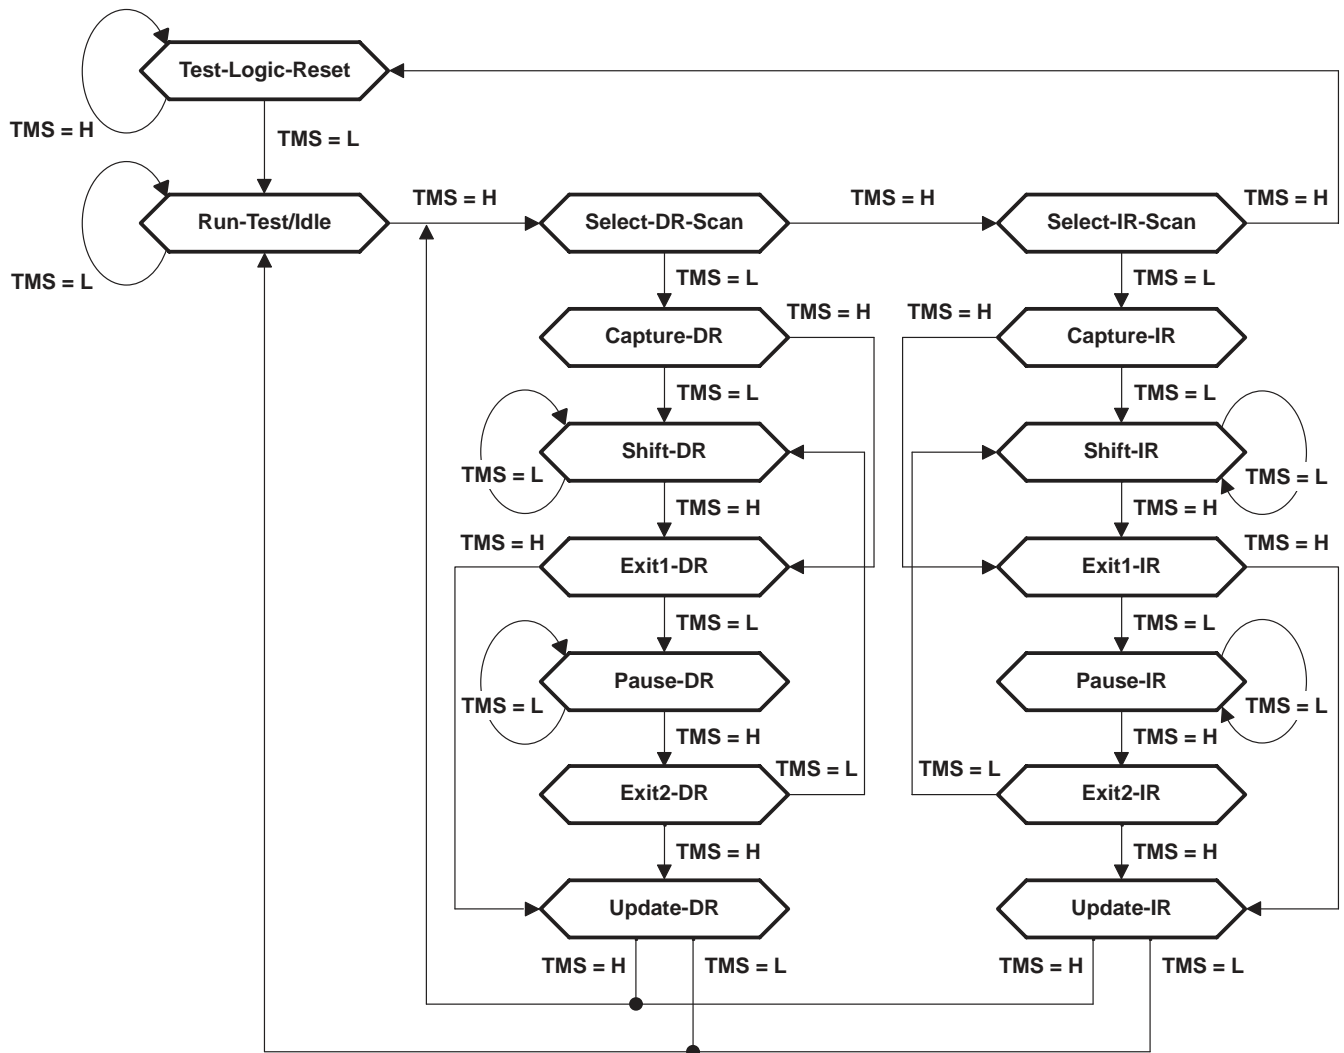 Test-Logic-Reset
TMS = H
TMS = L
Run-Test/Idle
TMS = H
Select-DR-Scan
TMS = H
Select-IR-Scan
TMS = H
TMS = L
TMS = L
TMS = L
Capture-DR
TMS = H
TMS = H
Capture-IR
TMS = L
TMS = L
Shift-DR
Shift-IR
TMS = L
TMS = L
TMS = H
TMS = H
TMS = H
Exit1-DR
Exit1-IR
TMS = H
TMS = L
TMS = L
Pause-DR
Pause-IR
TMS = L
TMS = L
TMS = H
TMS = H
Exit2-DR
TMS = L
TMS = L
Exit2-IR
TMS = H
TMS = H
Update-DR
Update-IR
TMS = H
TMS = L
TMS = H
TMS = L